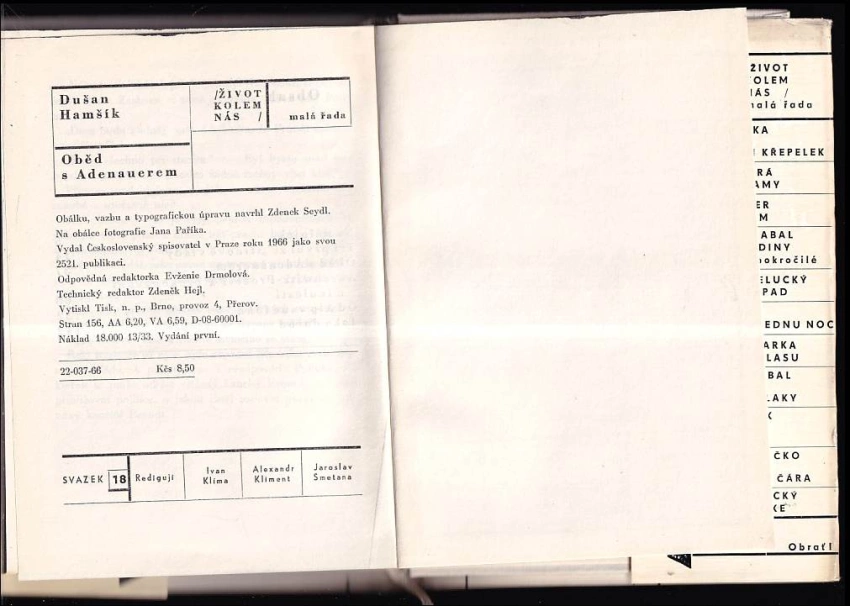 Dušan
Hamšík
/ŽIVOT
KOLEM
NÁS /
malá řada
Oběd
s Adenauerem
Obálku, vazbu a typografickou úpravu navrhl Zdenek Seydl.
Na obálce fotografie Jana Paříka.
Vydal Československý spisovatel v Praze roku 1966 jako svou
2521. publikaci.
Odpovědná redaktorka Evženie Drmolová.
Technický redaktor Zdeněk Hejl.
Vytiskl Tisk, n. p., Brno, provoz 4, Přerov.
Stran 156, AA 6,20, VA 6,59, D-08-60001.
Náklad 18.000 13/33. Vydání první.
22-037-66 Kčs 8,50
SVAZEK 18 Redigují
Ivan
Klíma
Alexandr
Kliment
Jaroslav
Smetana
ŽIVOT
KOLEM
NÁS /
malá řada
KA
KŘEPELEK
RÁ
AMY
ER
M
ABAL
DINY
okročilé
ELUCKÝ
PAD
EDNU NOC
ARKA
LASU
BAL
LAKY
K
ČKO
ČÁRA
CKÝ
KE
Obrať!